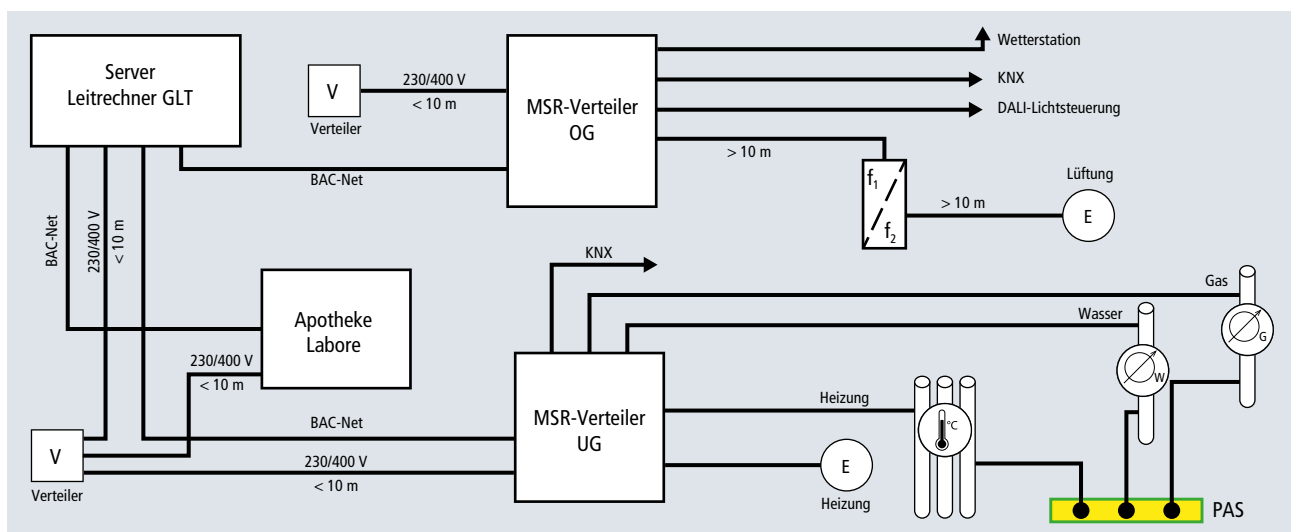 Server
Leitrechner GLT
V
Verteiler
230/400 V
< 10 m
MSR-Verteiler
OG
Wetterstation
KNX
DALI-Lichtsteuerung
> 10 m
f1
f2
> 10 m
Lüftung
E
BAC-Net
BAC-Net
230/400 V
< 10 m
Apotheke
Labore
230/400 V
< 10 m
KNX
Gas
G
Wasser
W
MSR-Verteiler
UG
BAC-Net
V
Verteiler
230/400 V
< 10 m
Heizung
°C
E
Heizung
PAS